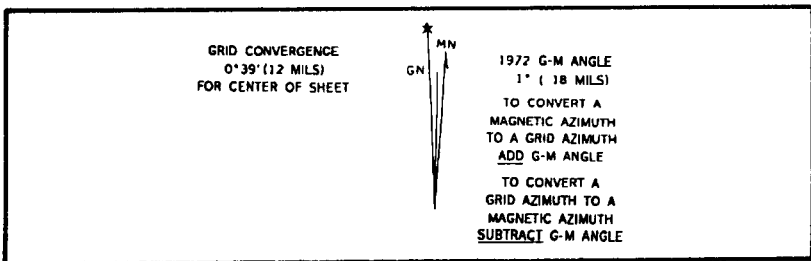 GRID CONVERGENCE
0°39'(12 MILS)
FOR CENTER OF SHEET
MN
GN
1972 G-M ANGLE
1° ( 18 MILS)
TO CONVERT A
MAGNETIC AZIMUTH
TO A GRID AZIMUTH
ADD G-M ANGLE
TO CONVERT A
GRID AZIMUTH TO A
MAGNETIC AZIMUTH
SUBTRACT G-M ANGLE